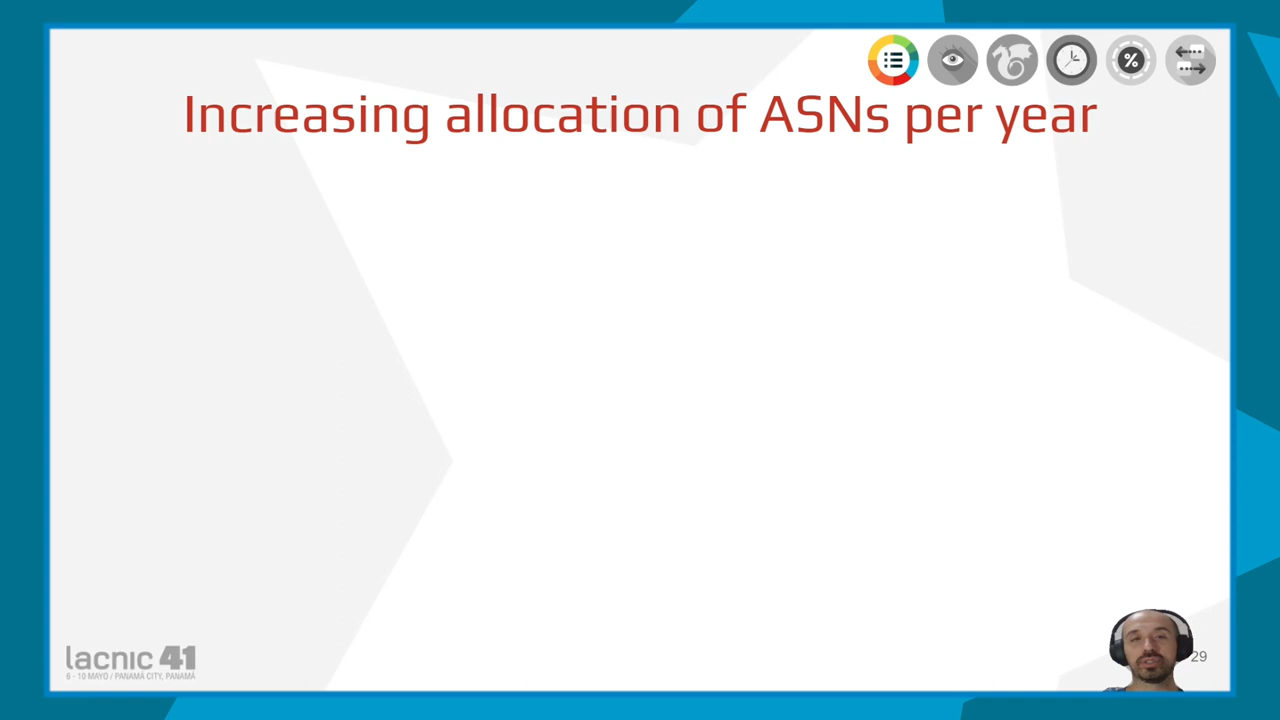 %
Increasing allocation of ASNs per year
lacnic 41
6 - 10 MAYO / PANAMÁ CITY, PANAMÁ
29